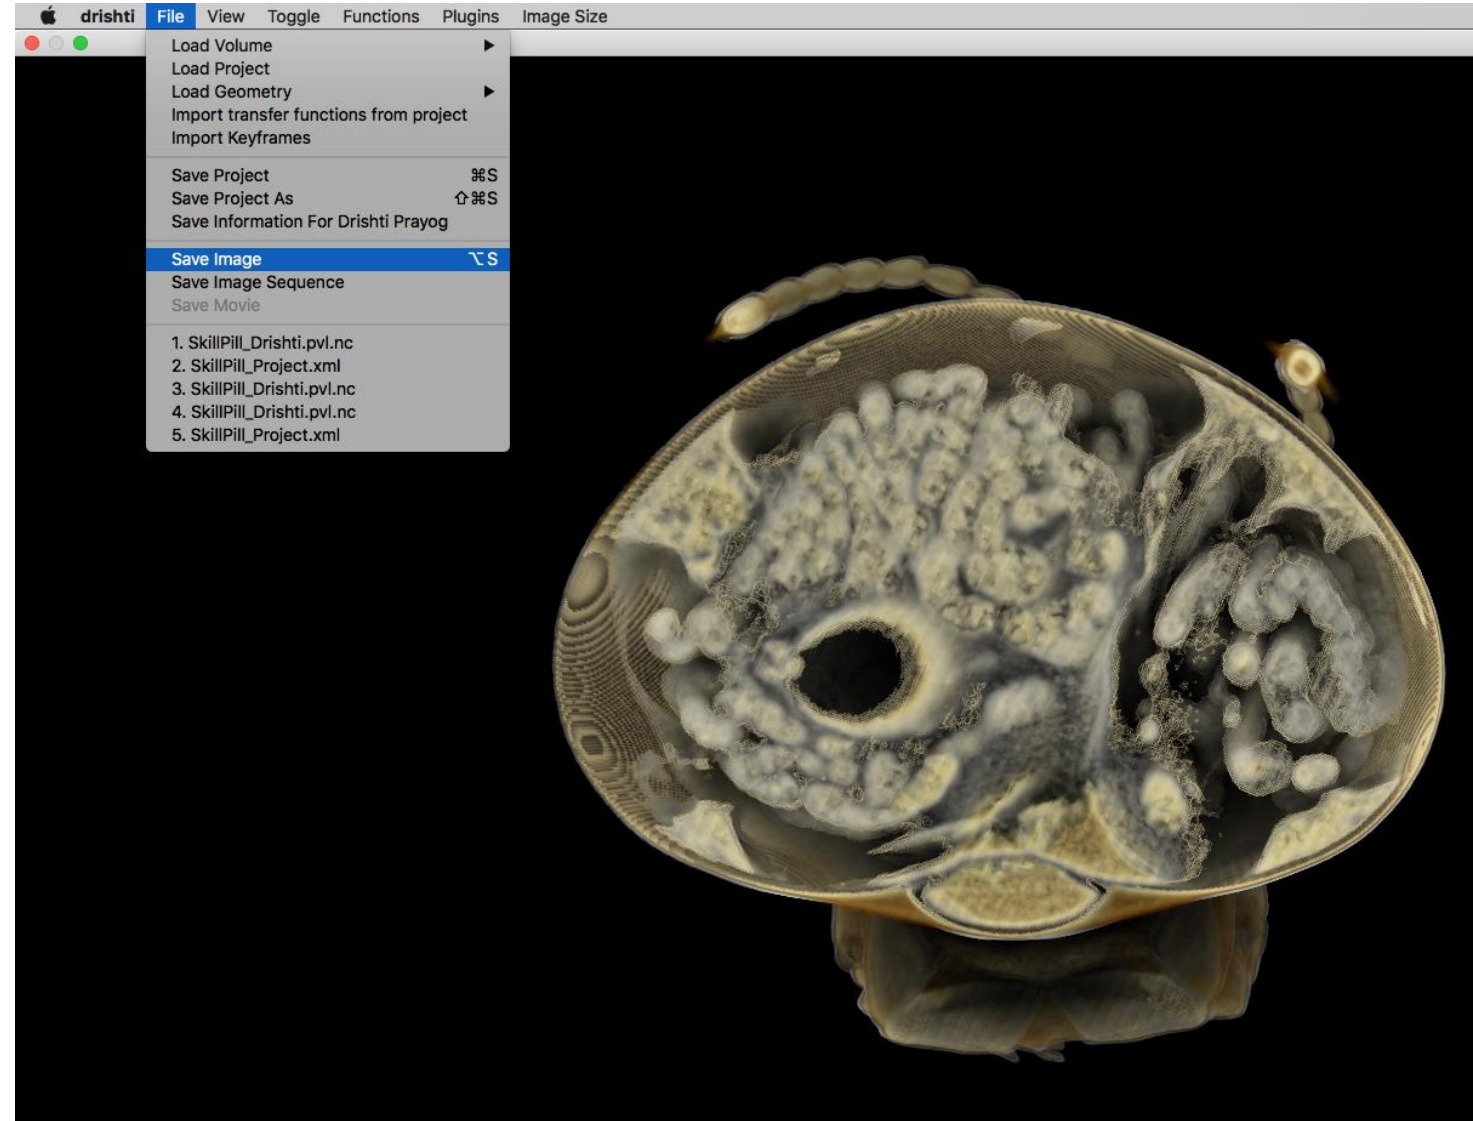 drishti File View Toggle Functions Plugins Image Size
Load Volume
Load Project
Load Geometry
Import transfer functions from project
Import Keyframes
Save Project ⌘S
Save Project As ⇧⌘S
Save Information For Drishti Prayog
Save Image ⌥S
Save Image Sequence
Save Movie
1. SkillPill_Drishti.pvl.nc
2. SkillPill_Project.xml
3. SkillPill_Drishti.pvl.nc
4. SkillPill_Drishti.pvl.nc
5. SkillPill_Project.xml